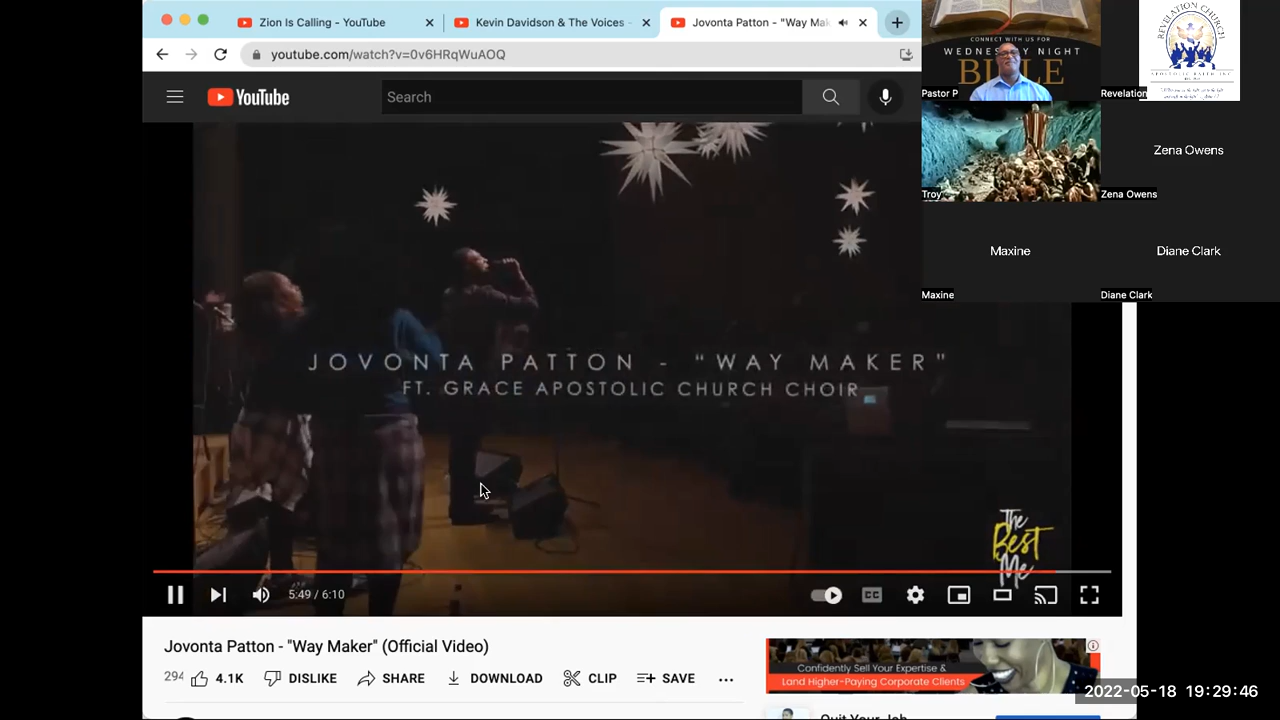 Zion Is Calling - YouTube
Kevin Davidson & The Voices -
Jovonta Patton - "Way Mak
youtube.com/watch?v=0v6HRqWuAOQ
YouTube
Search
JOVONTA PATTON - "WAY MAKER"
FT. GRACE APOSTOLIC CHURCH CHOIR
The
Best
Me
5:49 / 6:10
CC
Jovonta Patton - "Way Maker" (Official Video)
294
4.1K
DISLIKE
SHARE
DOWNLOAD
CLIP
SAVE
Confidently Sell Your Expertise &
Land Higher-Paying Corporate Clients
Quit Your Job
CONNECT WITH US FOR
WEDNESDAY NIGHT
BIBLE
Pastor P
REVELATION CHURCH
APOSTOLIC FAITH INC
Revelation
Troy
Zena Owens
Zena Owens
Maxine
Maxine
Diane Clark
Diane Clark
2022-05-18 19:29:46